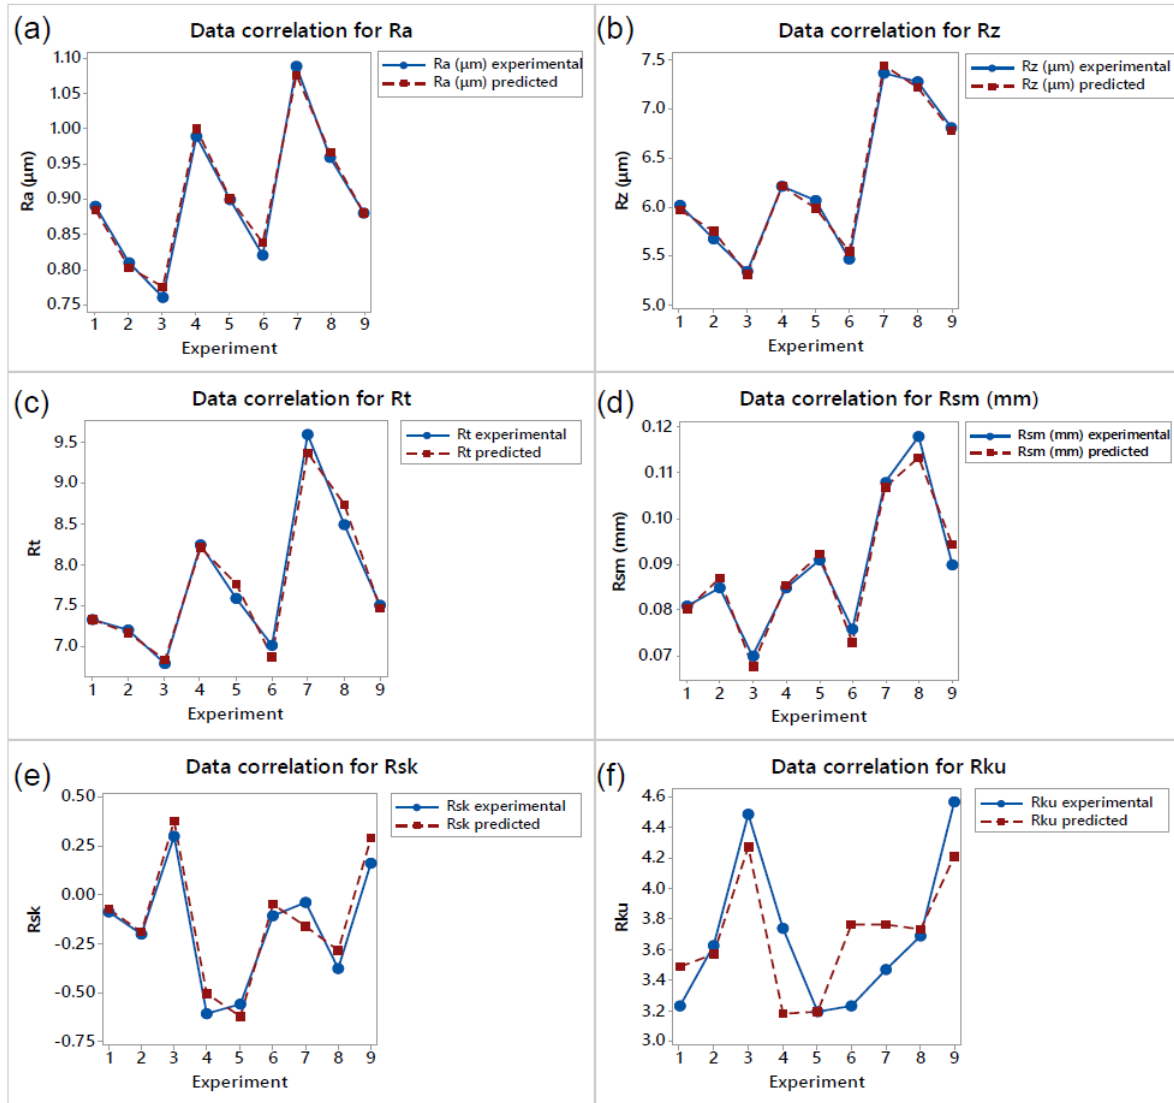 (a)
Data correlation for Ra
Ra (μm) experimental
Ra (μm) predicted
Ra (μm)
1.10
1.05
1.00
0.95
0.90
0.85
0.80
0.75
1 2 3 4 5 6 7 8 9
Experiment
(b)
Data correlation for Rz
Rz (μm) experimental
Rz (μm) predicted
Rz (μm)
7.5
7.0
6.5
6.0
5.5
5.0
1 2 3 4 5 6 7 8 9
Experiment
(c)
Data correlation for Rt
Rt experimental
Rt predicted
Rt
9.5
9.0
8.5
8.0
7.5
7.0
1 2 3 4 5 6 7 8 9
Experiment
(d)
Data correlation for Rsm (mm)
Rsm (mm) experimental
Rsm (mm) predicted
Rsm (mm)
0.12
0.10
0.09
0.08
0.07
1 2 3 4 5 6 7 8 9
Experiment
(e)
Data correlation for Rsk
Rsk experimental
Rsk predicted
Rsk
0.50
0.25
0.00
-0.25
-0.50
-0.75
1 2 3 4 5 6 7 8 9
Experiment
(f)
Data correlation for Rku
Rku experimental
Rku predicted
Rku
4.6
4.4
4.2
4.0
3.8
3.6
3.4
3.2
3.0
1 2 3 4 5 6 7 8 9
Experiment